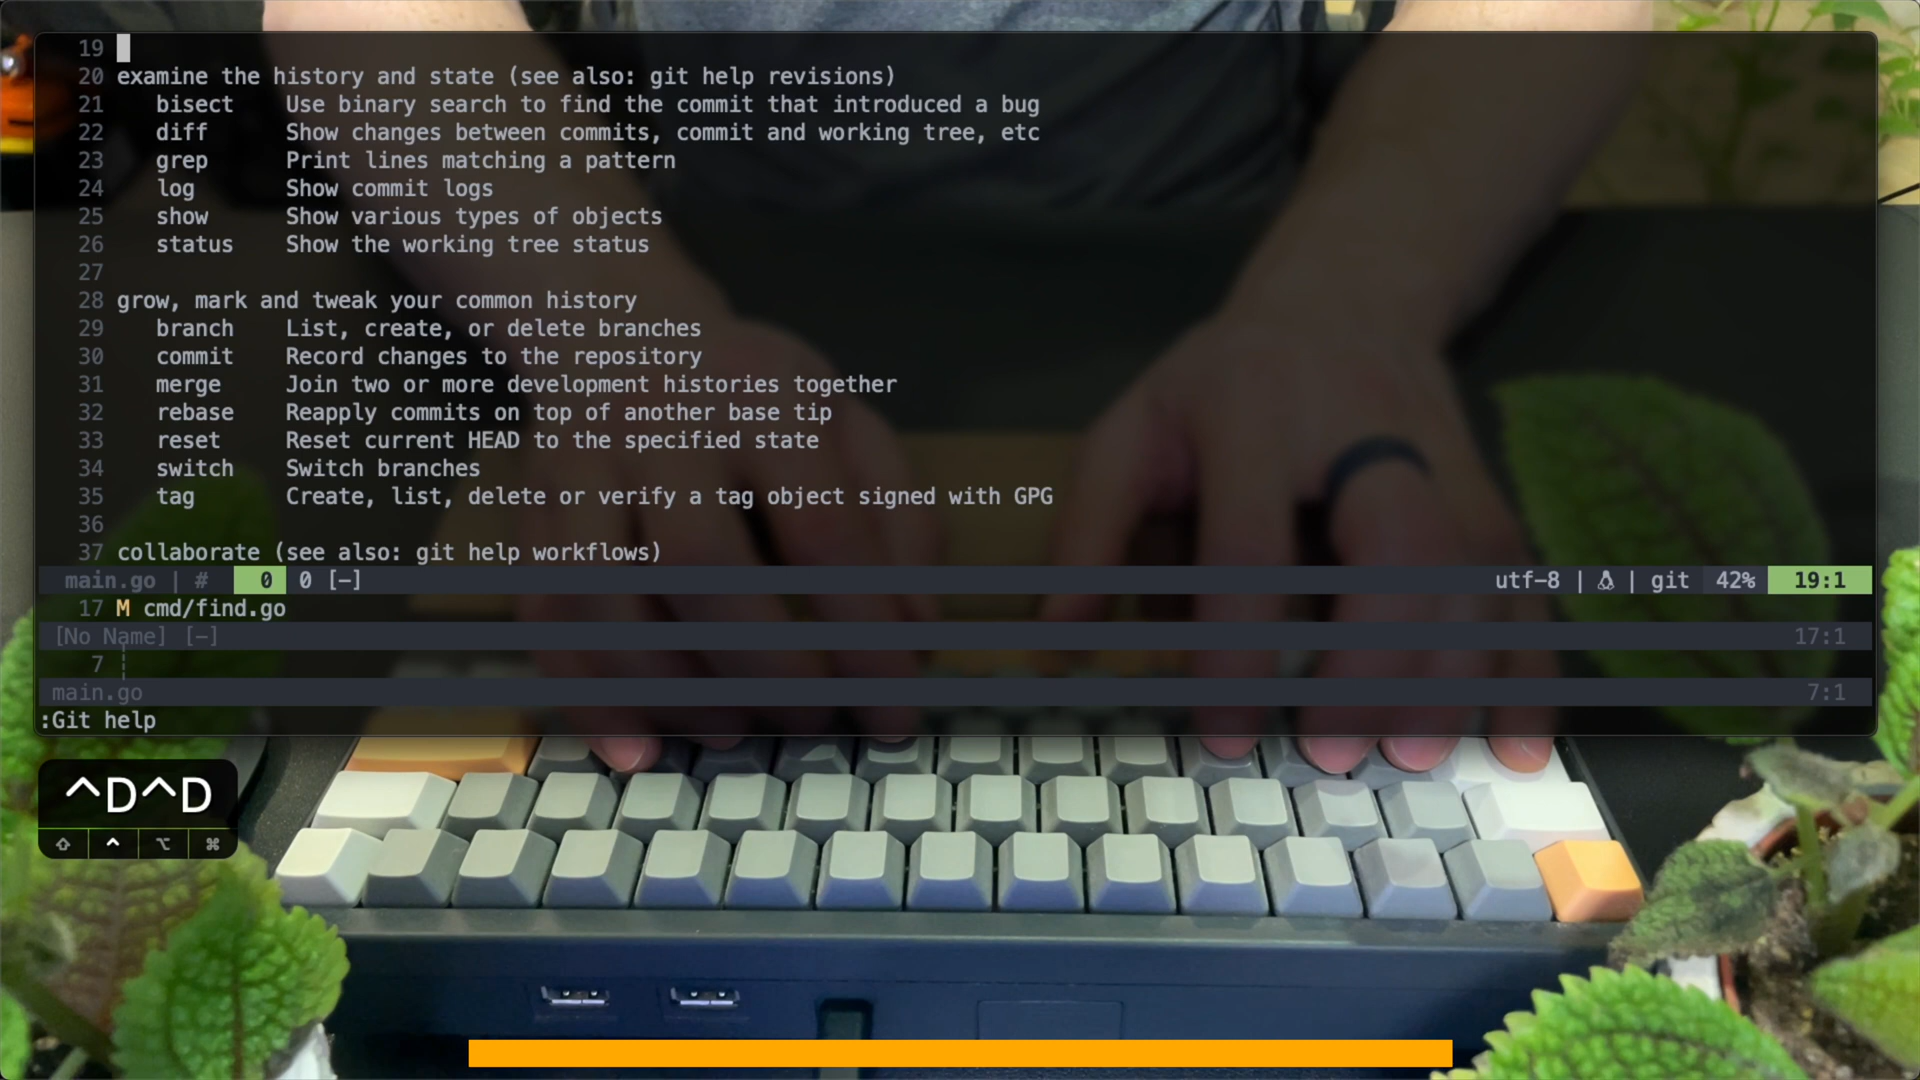 19
20 examine the history and state (see also: git help revisions)
21 bisect Use binary search to find the commit that introduced a bug
22 diff Show changes between commits, commit and working tree, etc
23 grep Print lines matching a pattern
24 log Show commit logs
25 show Show various types of objects
26 status Show the working tree status
27
28 grow, mark and tweak your common history
29 branch List, create, or delete branches
30 commit Record changes to the repository
31 merge Join two or more development histories together
32 rebase Reapply commits on top of another base tip
33 reset Reset current HEAD to the specified state
34 switch Switch branches
35 tag Create, list, delete or verify a tag object signed with GPG
36
37 collaborate (see also: git help workflows)
main.go | # 0 0 [-] utf-8 | | git 42% 19:1
17 M cmd/find.go
[No Name] [-] 17:1
7
main.go 7:1
:Git help
^D^D
⇧ ^ ⌥ ⌘